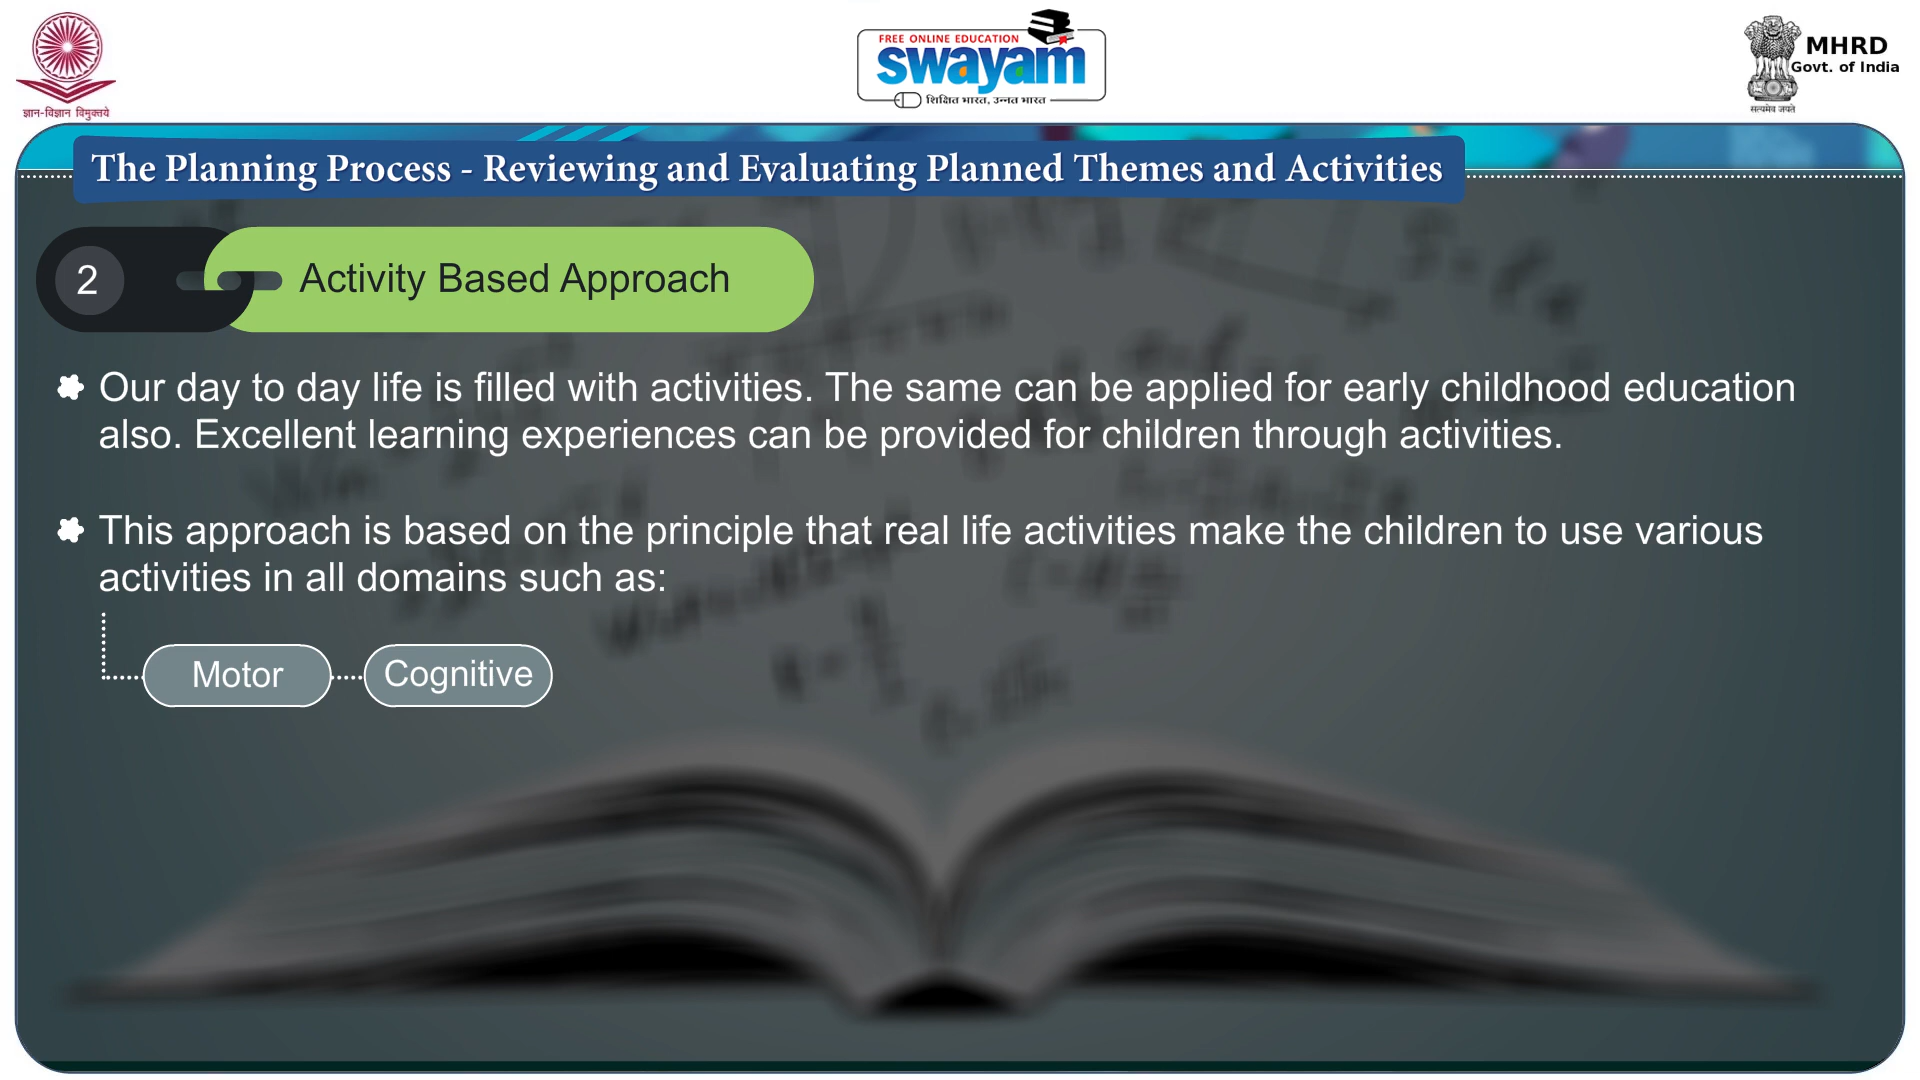 ज्ञान-विज्ञान विमुक्तये
FREE ONLINE EDUCATION
swayam
शिक्षित भारत, उन्नत भारत
सत्यमेव जयते
MHRD
Govt. of India
The Planning Process - Reviewing and Evaluating Planned Themes and Activities
2
Activity Based Approach
Our day to day life is filled with activities. The same can be applied for early childhood education
also. Excellent learning experiences can be provided for children through activities.
This approach is based on the principle that real life activities make the children to use various
activities in all domains such as:
Motor
Cognitive